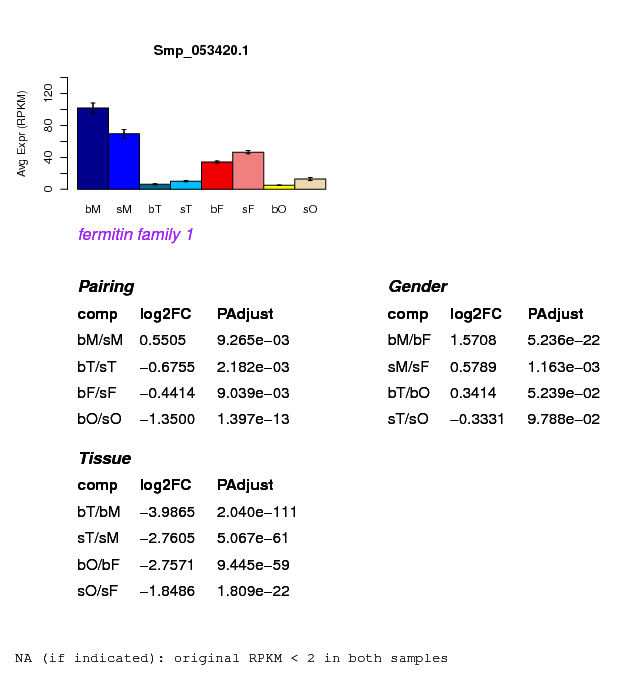 Smp_053420.1
Avg Expr (RPKM)
0 40 80 120
bM sM bT sT bF sF bO sO
fermitin family 1
Pairing
comp log2FC PAdjust
bM/sM 0.5505 9.265e−03
bT/sT −0.6755 2.182e−03
bF/sF −0.4414 9.039e−03
bO/sO −1.3500 1.397e−13
Gender
comp log2FC PAdjust
bM/bF 1.5708 5.236e−22
sM/sF 0.5789 1.163e−03
bT/bO 0.3414 5.239e−02
sT/sO −0.3331 9.788e−02
Tissue
comp log2FC PAdjust
bT/bM −3.9865 2.040e−111
sT/sM −2.7605 5.067e−61
bO/bF −2.7571 9.445e−59
sO/sF −1.8486 1.809e−22
NA (if indicated): original RPKM < 2 in both samples